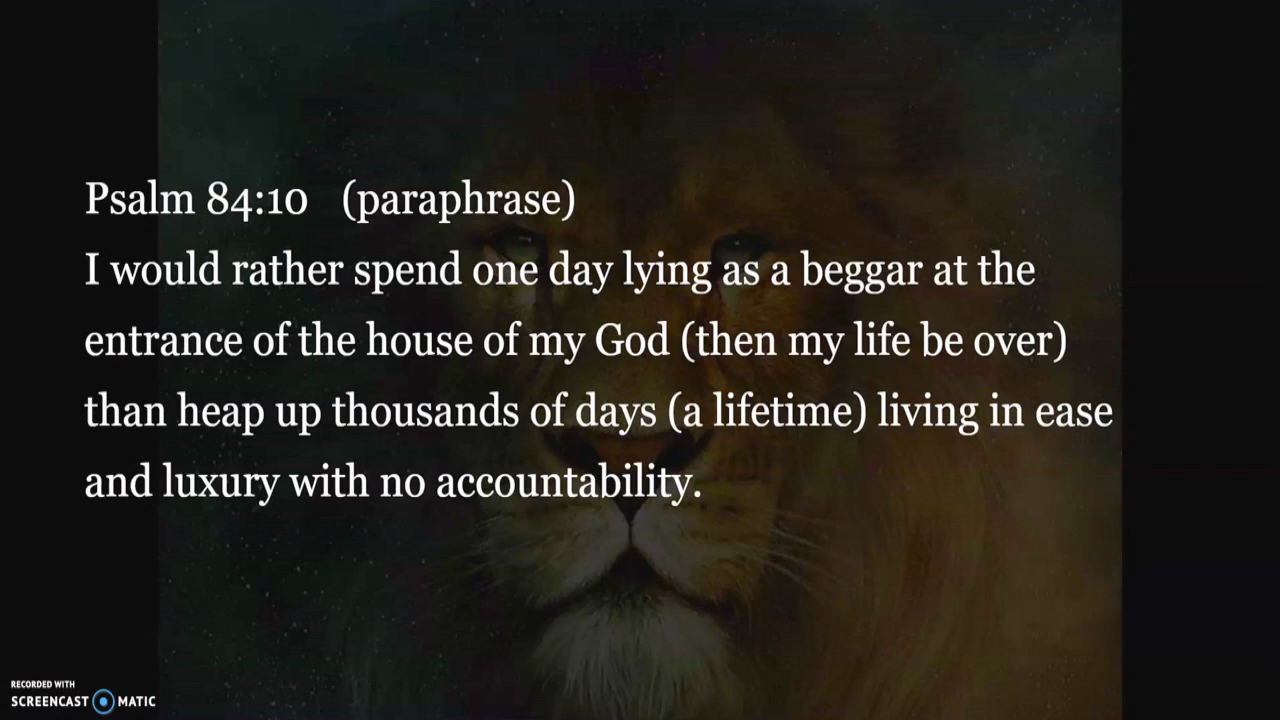 Psalm 84:10 (paraphrase)
I would rather spend one day lying as a beggar at the
entrance of the house of my God (then my life be over)
than heap up thousands of days (a lifetime) living in ease
and luxury with no accountability.
RECORDED WITH
SCREENCAST MATIC